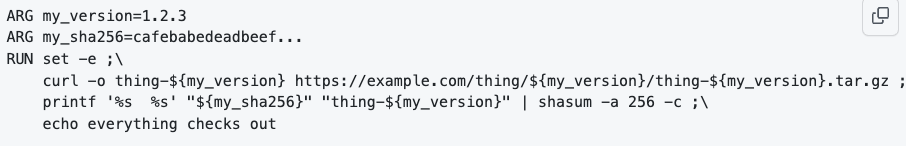 ARG my_version=1.2.3
ARG my_sha256=cafebabedeadbeef...
RUN set -e ;\
    curl -o thing-${my_version} https://example.com/thing/${my_version}/thing-${my_version}.tar.gz ;
    printf '%s  %s' "${my_sha256}" "thing-${my_version}" | shasum -a 256 -c ;\
    echo everything checks out